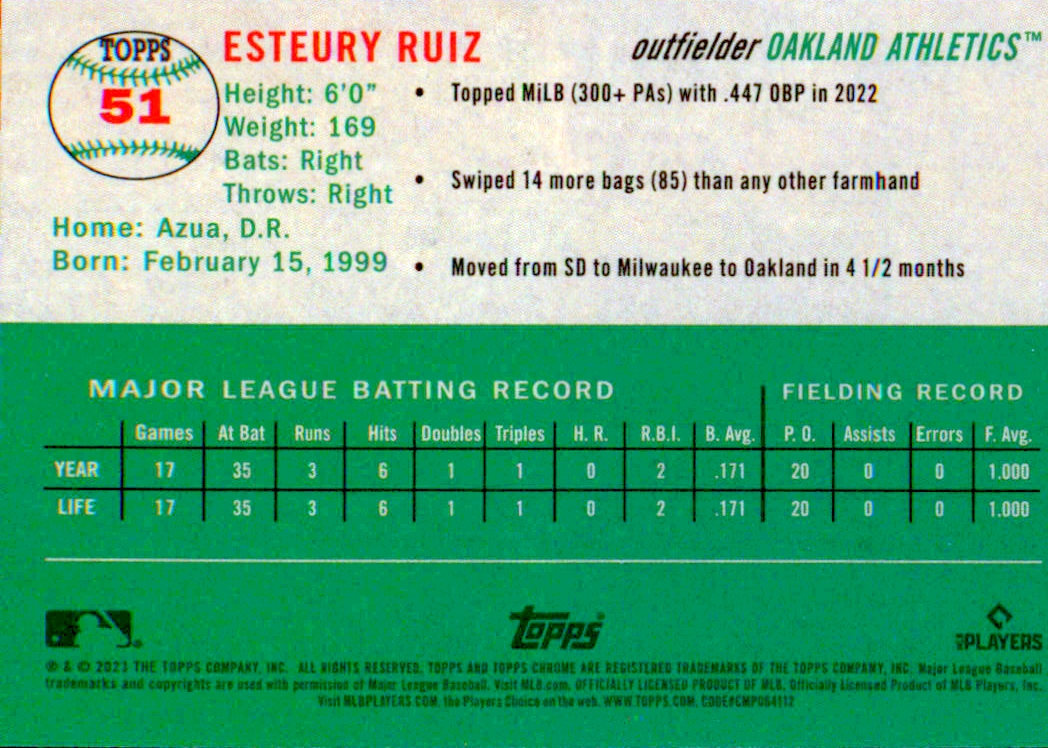 TOPPS
51
ESTEURY RUIZ
outfielder OAKLAND ATHLETICS™
Height: 6'0"
Weight: 169
Bats: Right
Throws: Right
Home: Azua, D.R.
Born: February 15, 1999
• Topped MiLB (300+ PAs) with .447 OBP in 2022
• Swiped 14 more bags (85) than any other farmhand
• Moved from SD to Milwaukee to Oakland in 4 1/2 months
MAJOR LEAGUE BATTING RECORD FIELDING RECORD
Games At Bat Runs Hits Doubles Triples H. R. R.B.I. B. Avg. P. O. Assists Errors F. Avg.
YEAR 17 35 3 6 1 1 0 2 .171 20 0 0 1.000
LIFE 17 35 3 6 1 1 0 2 .171 20 0 0 1.000
topps
MLB PLAYERS
® & © 2023 THE TOPPS COMPANY, INC. ALL RIGHTS RESERVED. TOPPS AND TOPPS CHROME ARE REGISTERED TRADEMARKS OF THE TOPPS COMPANY, INC. Major League Baseball
trademarks and copyrights are used with permission of Major League Baseball. Visit MLB.com. OFFICIALLY LICENSED PRODUCT OF MLB. Officially Licensed Product of MLB Players, Inc.
Visit MLBPLAYERS.COM, the Players Choice on the web. WWW.TOPPS.COM. CODE#CMP064112